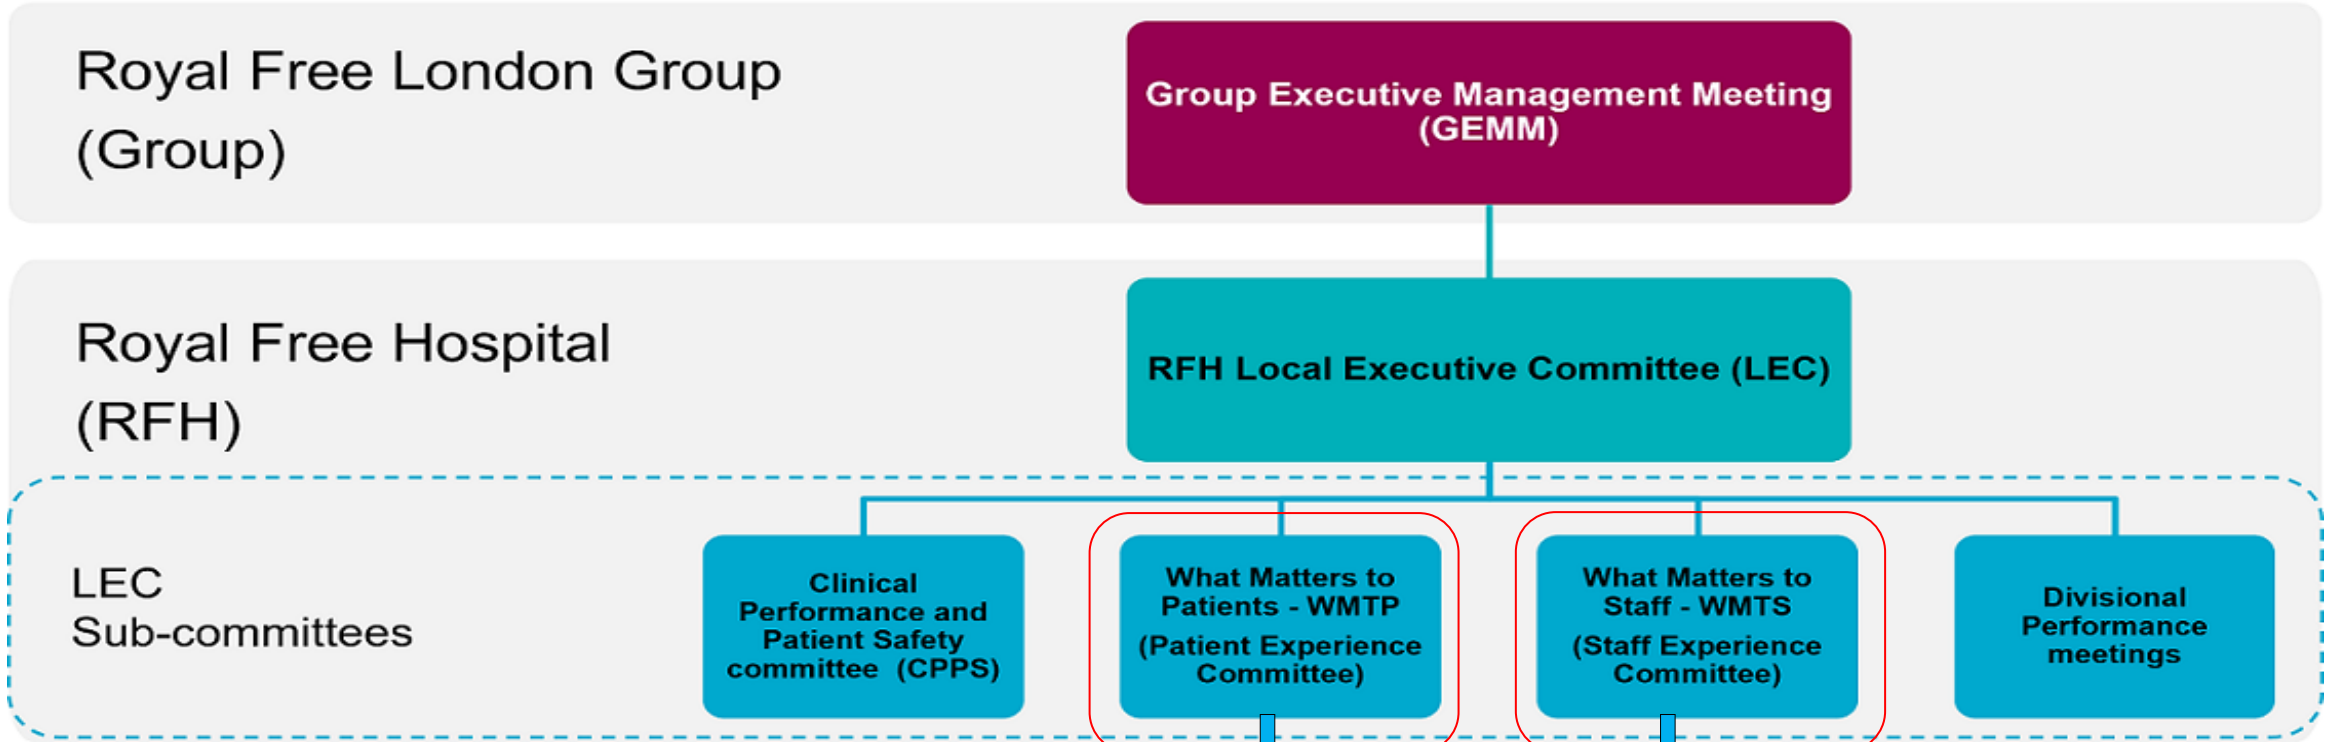 Royal Free London Group
(Group)
Group Executive Management Meeting
(GEMM)
Royal Free Hospital
(RFH)
RFH Local Executive Committee (LEC)
LEC
Sub-committees
Clinical
Performance and
Patient Safety
committee (CPPS)
What Matters to
Patients - WMTP
(Patient Experience
Committee)
What Matters to
Staff - WMTS
(Staff Experience
Committee)
Divisional
Performance
meetings